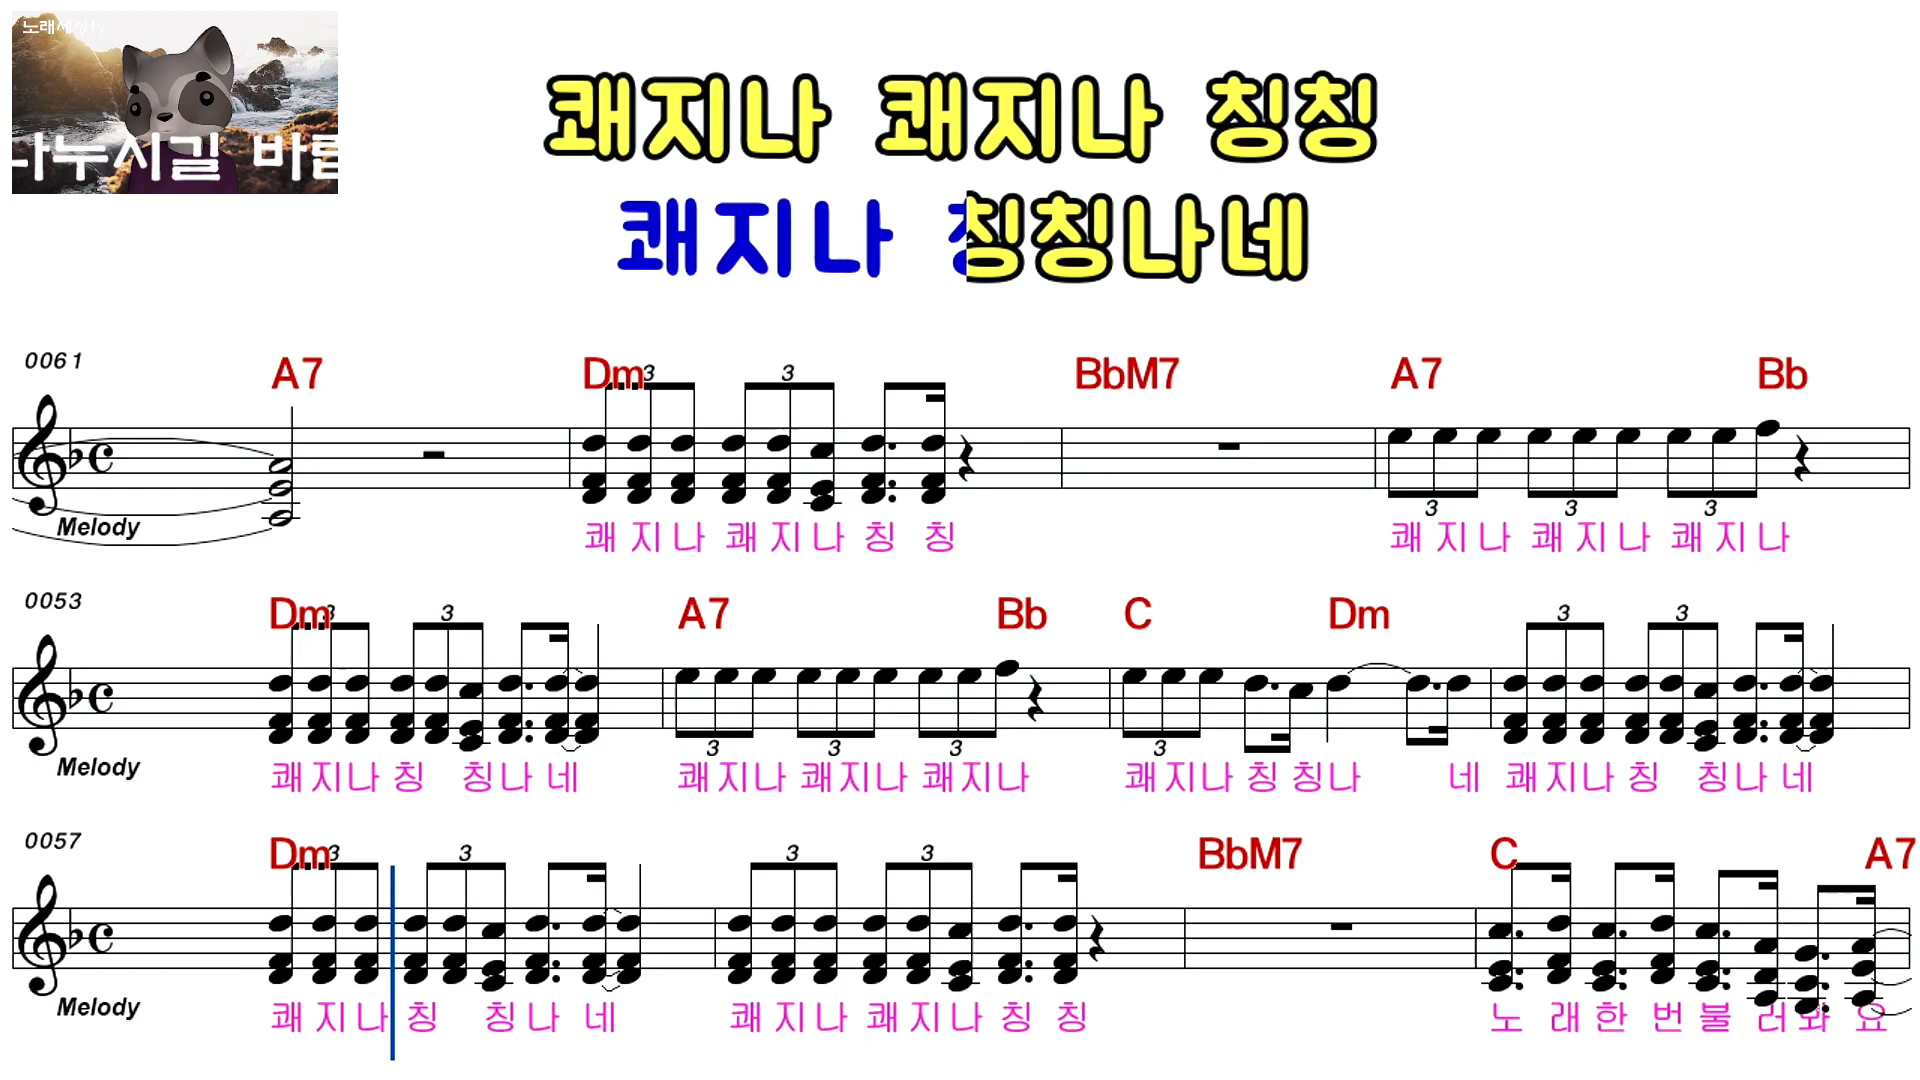 노래세상tv
나누시길 바람
쾌지나 쾌지나 칭칭
쾌지나 칭칭나네
0061
A7 Dm BbM7 A7 Bb
3 3
3 3 3
Melody
쾌지나 쾌지나 칭 칭 쾌지나 쾌지나 쾌지나
0053
Dm A7 Bb C Dm
3 3 3 3
3 3 3 3
Melody
쾌지나 칭 칭나 네 쾌지나 쾌지나 쾌지나 쾌지나 칭 칭나 네 쾌지나 칭 칭나 네
0057
Dm BbM7 C A7
3 3 3 3
Melody
쾌지나 칭 칭나 네 쾌지나 쾌지나 칭 칭 노 래 한 번 불 러 와 요